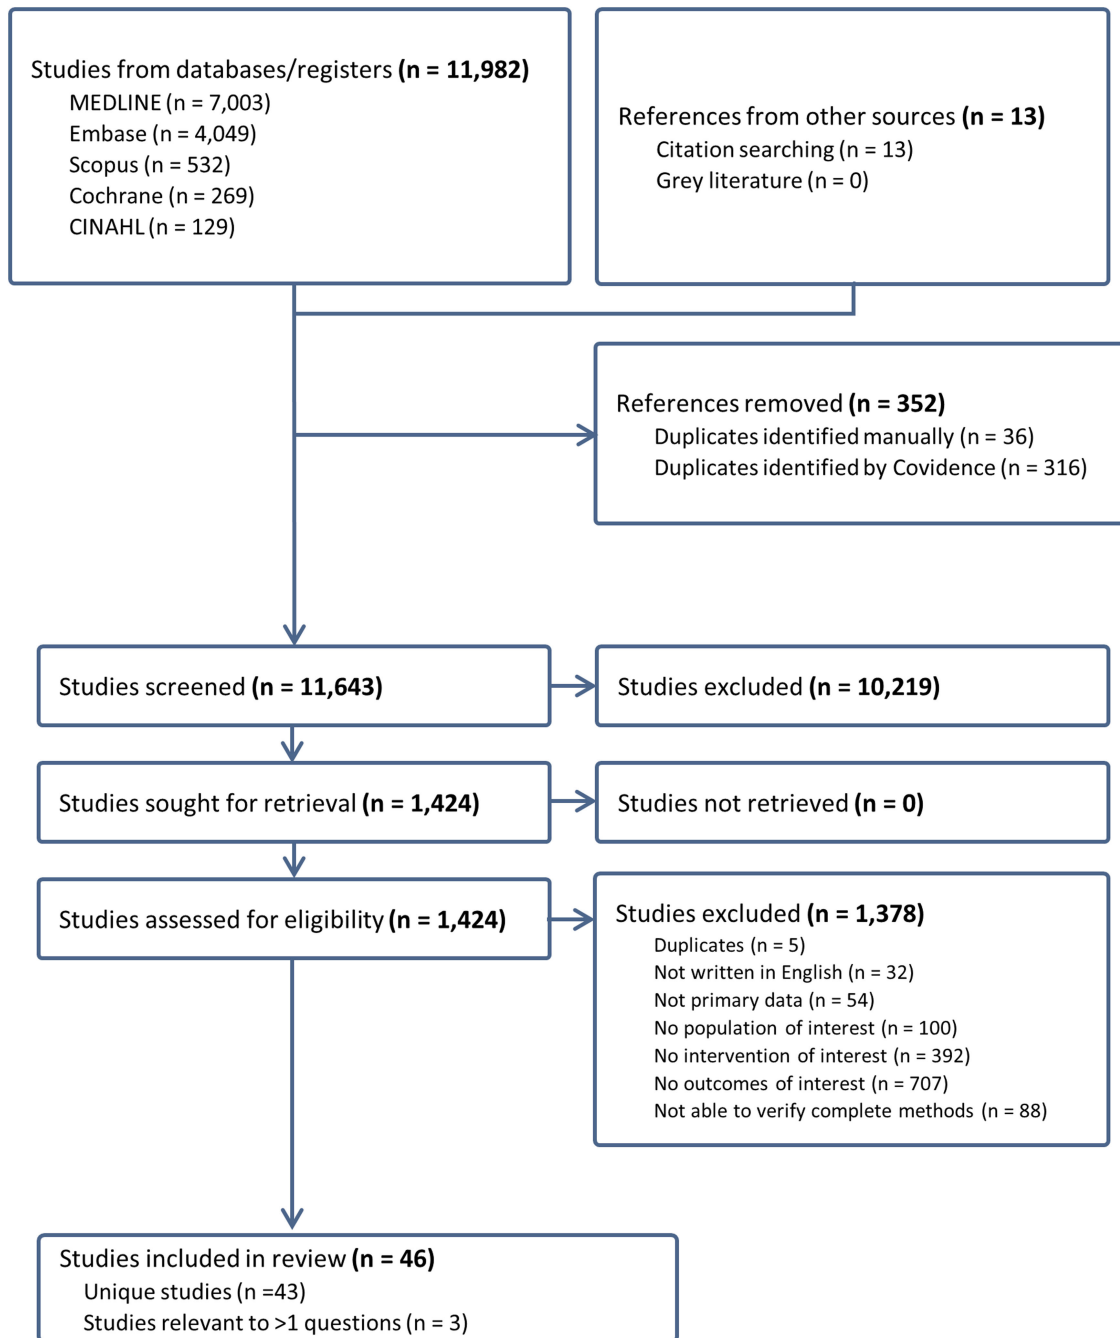 Studies from databases/registers (n = 11,982)
MEDLINE (n = 7,003)
Embase (n = 4,049)
Scopus (n = 532)
Cochrane (n = 269)
CINAHL (n = 129)
References from other sources (n = 13)
Citation searching (n = 13)
Grey literature (n = 0)
References removed (n = 352)
Duplicates identified manually (n = 36)
Duplicates identified by Covidence (n = 316)
Studies screened (n = 11,643)
Studies excluded (n = 10,219)
Studies sought for retrieval (n = 1,424)
Studies not retrieved (n = 0)
Studies assessed for eligibility (n = 1,424)
Studies excluded (n = 1,378)
Duplicates (n = 5)
Not written in English (n = 32)
Not primary data (n = 54)
No population of interest (n = 100)
No intervention of interest (n = 392)
No outcomes of interest (n = 707)
Not able to verify complete methods (n = 88)
Studies included in review (n = 46)
Unique studies (n =43)
Studies relevant to >1 questions (n = 3)